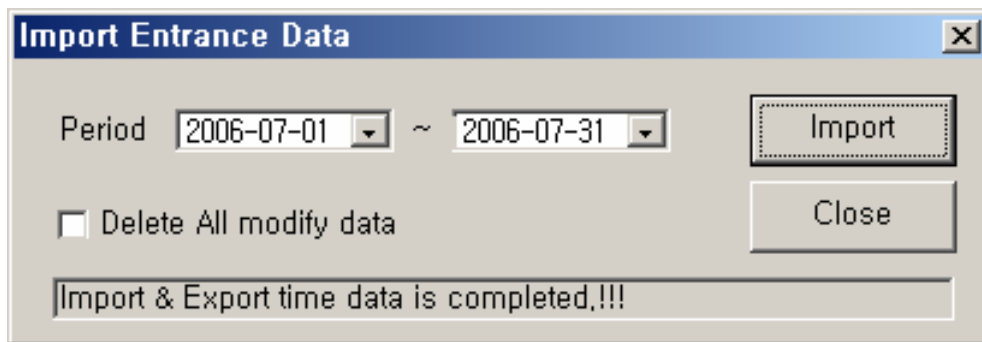 Import Entrance Data
Period 2006-07-01 ~ 2006-07-31 Import
Delete All modify data Close
Import & Export time data is completed,!!!